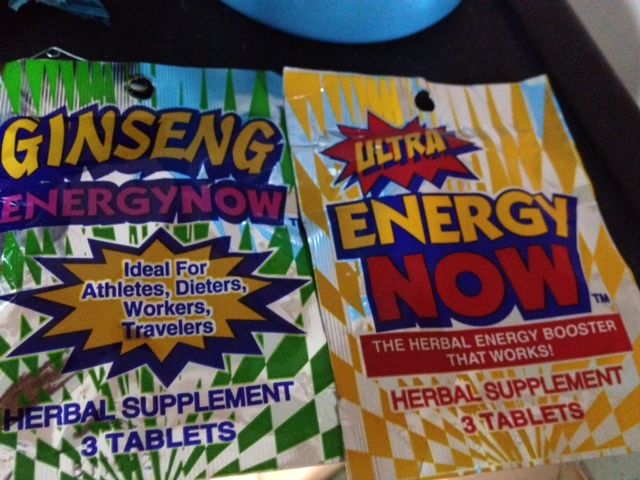 GINSENG
ENERGYNOW
Ideal For
Athletes, Dieters,
Workers,
Travelers
HERBAL SUPPLEMENT
3 TABLETS
ULTRA
ENERGY
NOW™
THE HERBAL ENERGY BOOSTER
THAT WORKS!
HERBAL SUPPLEMENT
3 TABLETS